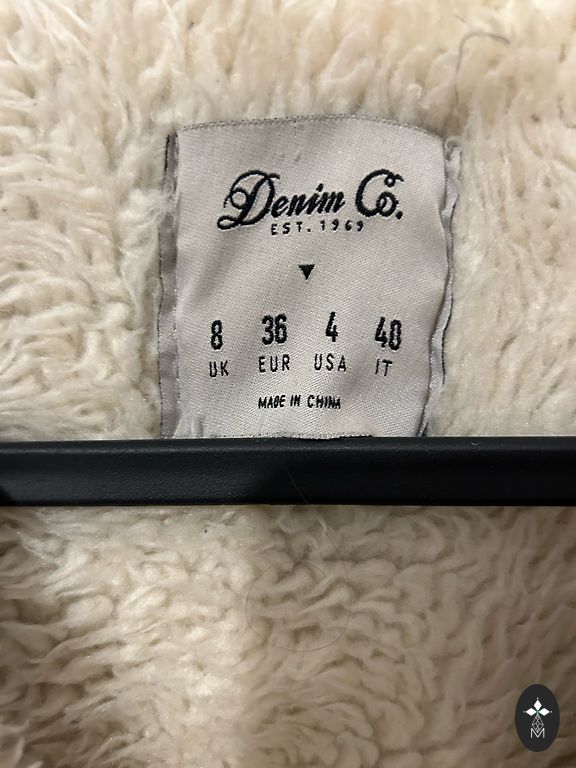 Denim Co.
EST. 1969
8 36 4 40
UK EUR USA IT
MADE IN CHINA